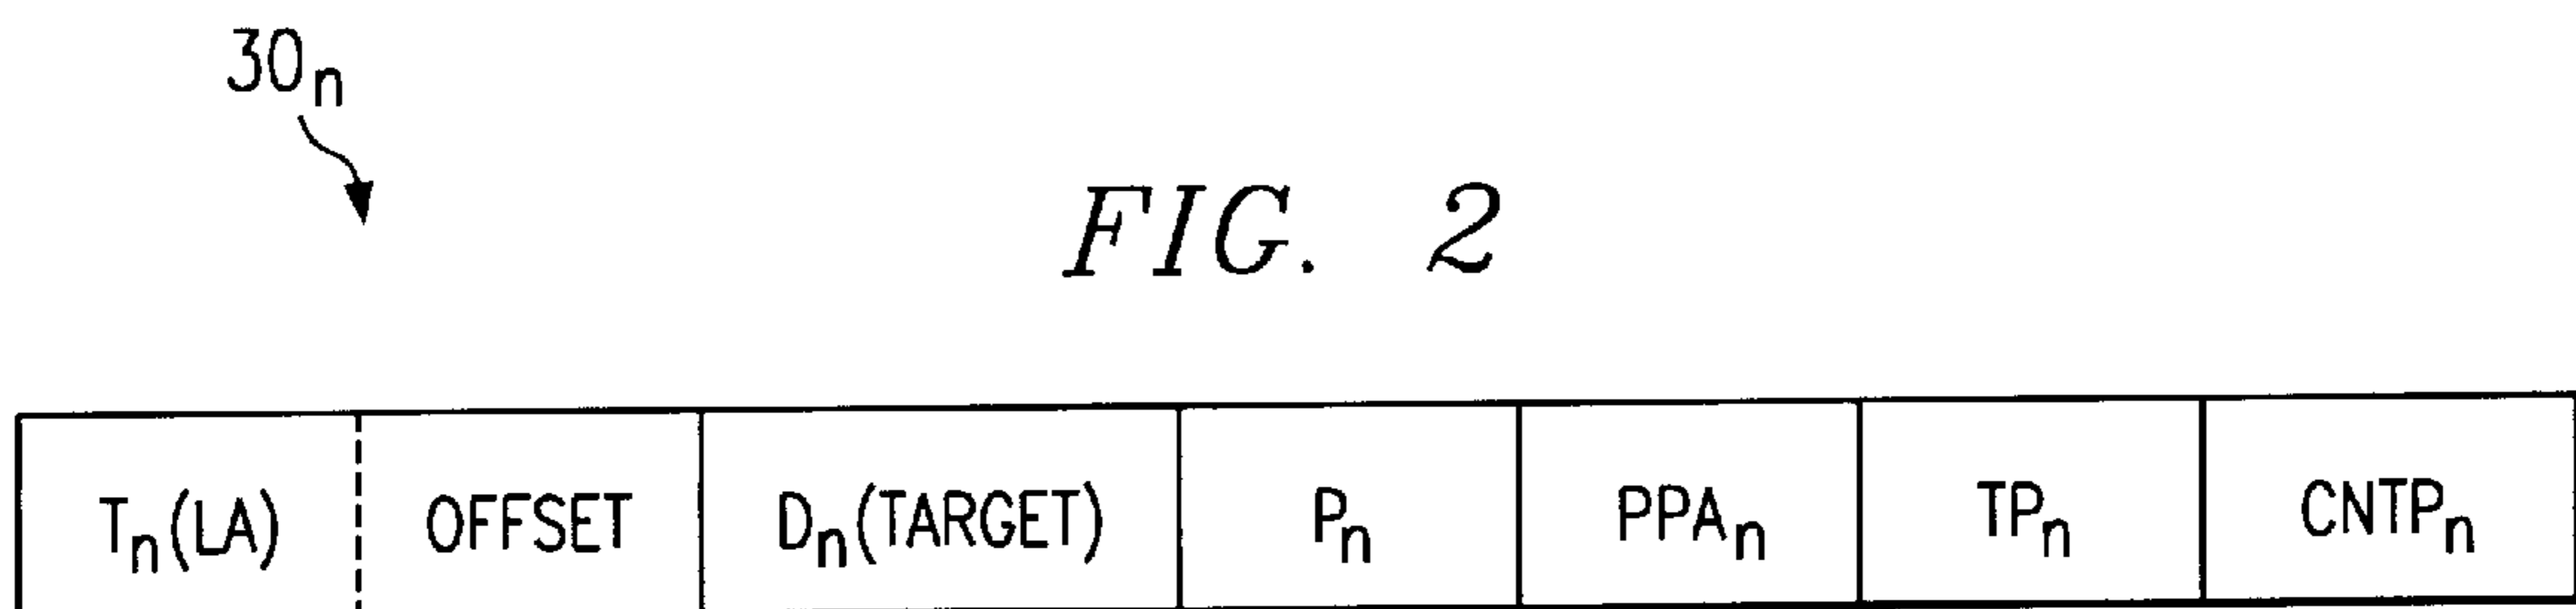 30n
FIG. 2
Tn(LA) OFFSET Dn(TARGET) Pn PPAn TPn CNTPn